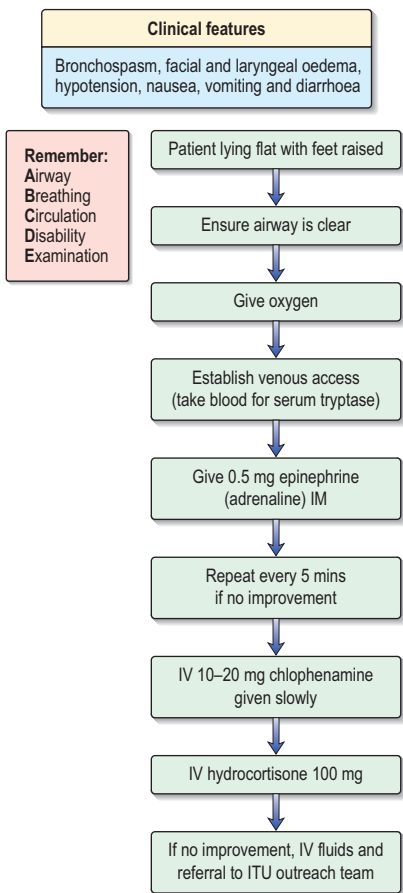 Clinical features
Bronchospasm, facial and laryngeal oedema,
hypotension, nausea, vomiting and diarrhoea
Remember:
Airway
Breathing
Circulation
Disability
Examination
Patient lying flat with feet raised
Ensure airway is clear
Give oxygen
Establish venous access
(take blood for serum tryptase)
Give 0.5 mg epinephrine
(adrenaline) IM
Repeat every 5 mins
if no improvement
IV 10–20 mg chlophenamine
given slowly
IV hydrocortisone 100 mg
If no improvement, IV fluids and
referral to ITU outreach team